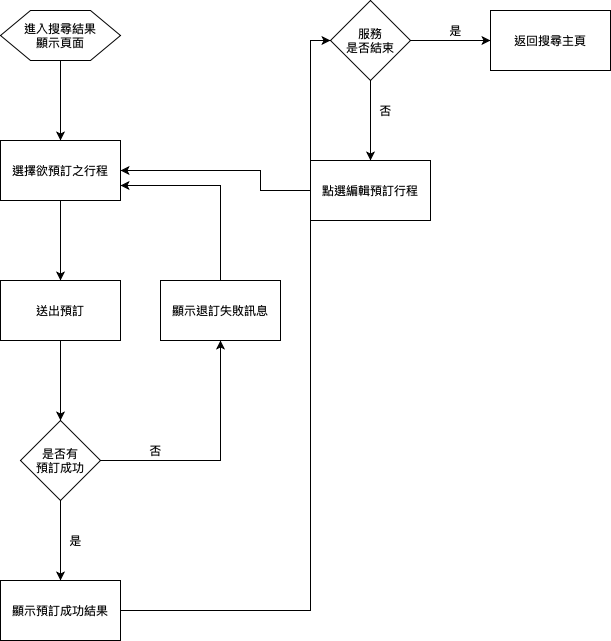 進入搜尋結果
顯示頁面
選擇欲預訂之行程
送出預訂
顯示退訂失敗訊息
是否有
預訂成功
否
是
顯示預訂成功結果
服務
是否結束
是
返回搜尋主頁
否
點選編輯預訂行程